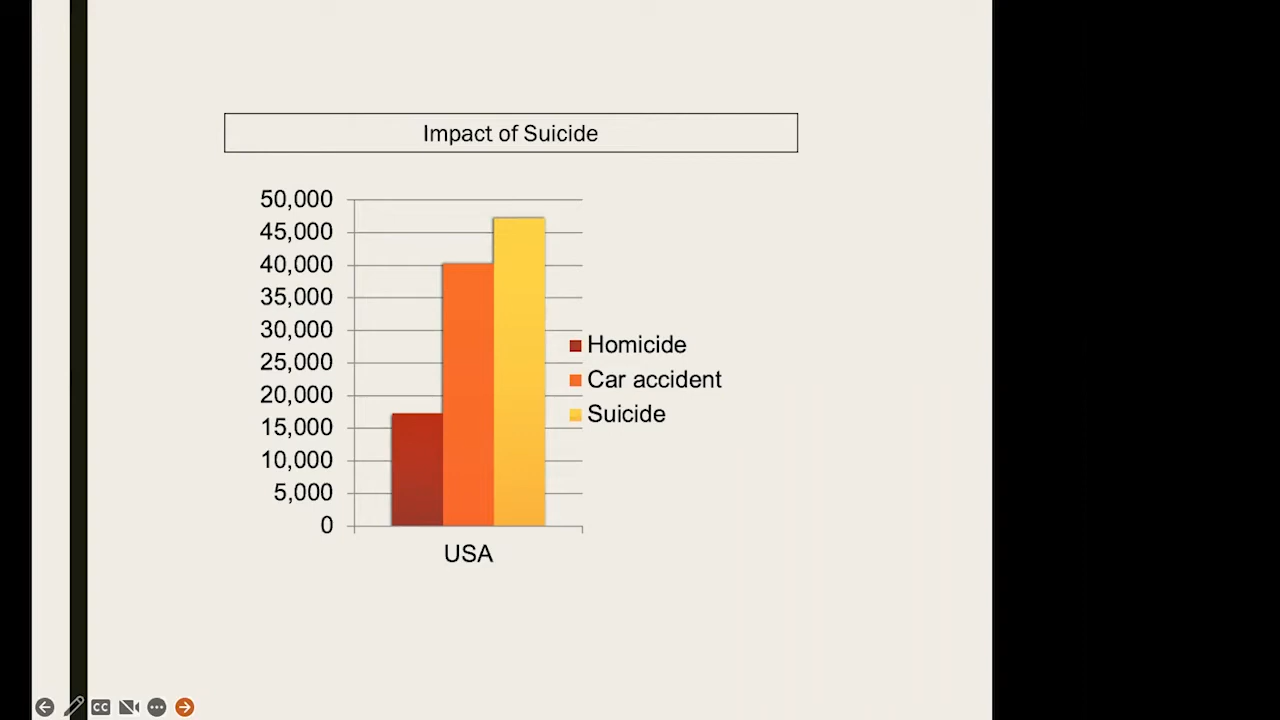 Impact of Suicide
50,000
45,000
40,000
35,000
30,000
25,000
20,000
15,000
10,000
5,000
0
USA
Homicide
Car accident
Suicide
CC